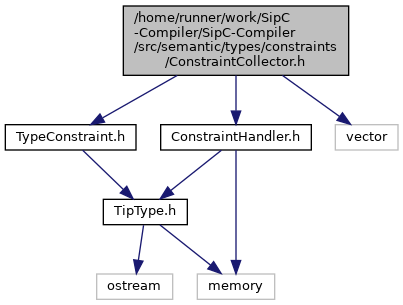 /home/runner/work/SipC
-Compiler/SipC-Compiler
/src/semantic/types/constraints
/ConstraintCollector.h
TypeConstraint.h
ConstraintHandler.h
vector
TipType.h
ostream
memory